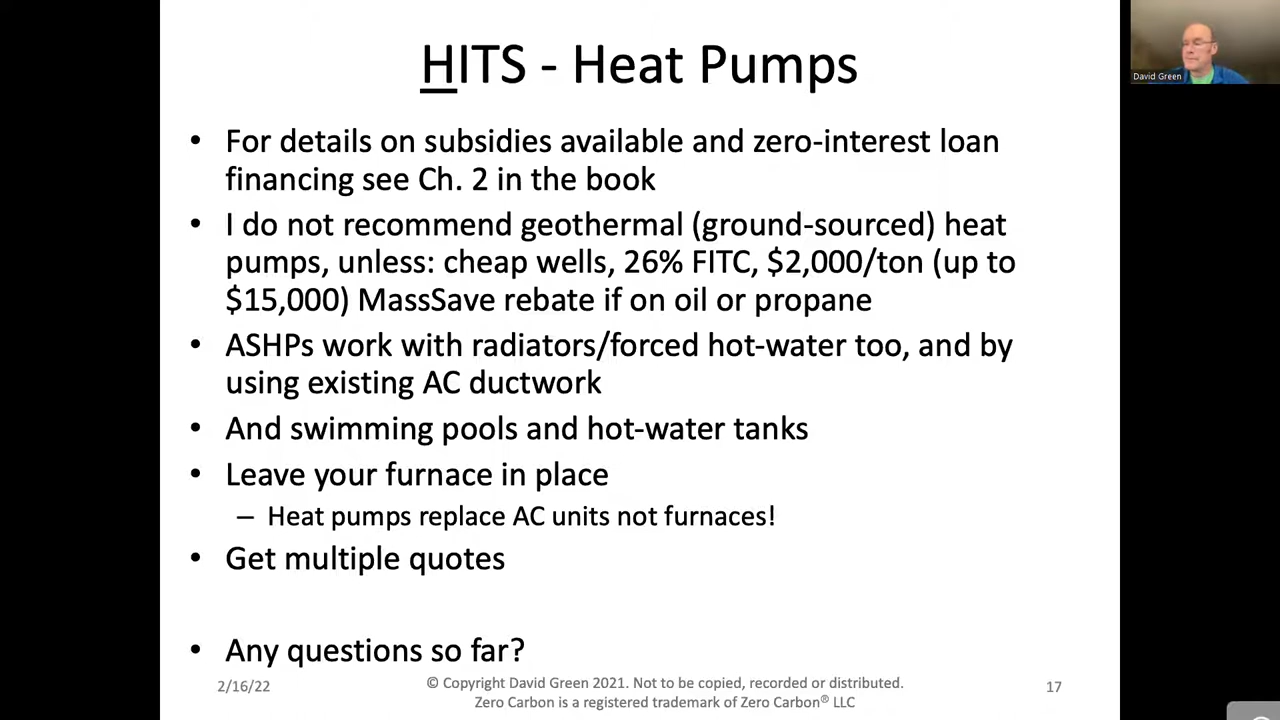 HITS - Heat Pumps
David Green
• For details on subsidies available and zero-interest loan
financing see Ch. 2 in the book
• I do not recommend geothermal (ground-sourced) heat
pumps, unless: cheap wells, 26% FITC, $2,000/ton (up to
$15,000) MassSave rebate if on oil or propane
• ASHPs work with radiators/forced hot-water too, and by
using existing AC ductwork
• And swimming pools and hot-water tanks
• Leave your furnace in place
– Heat pumps replace AC units not furnaces!
• Get multiple quotes
• Any questions so far?
2/16/22
© Copyright David Green 2021. Not to be copied, recorded or distributed.
Zero Carbon is a registered trademark of Zero Carbon® LLC
17